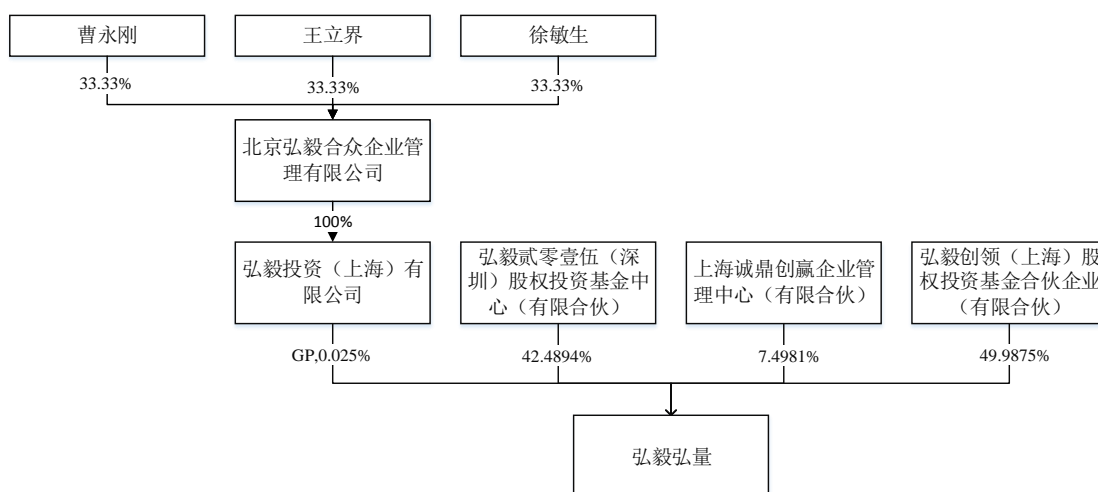 曹永刚
王立界
徐敏生
33.33%
33.33%
33.33%
北京弘毅合众企业管
理有限公司
100%
弘毅投资（上海）有
限公司
弘毅贰零壹伍（深
圳）股权投资基金中
心（有限合伙）
上海诚鼎创赢企业管
理中心（有限合伙）
弘毅创领（上海）股
权投资基金合伙企业
（有限合伙）
GP,0.025%
42.4894%
7.4981%
49.9875%
弘毅弘量